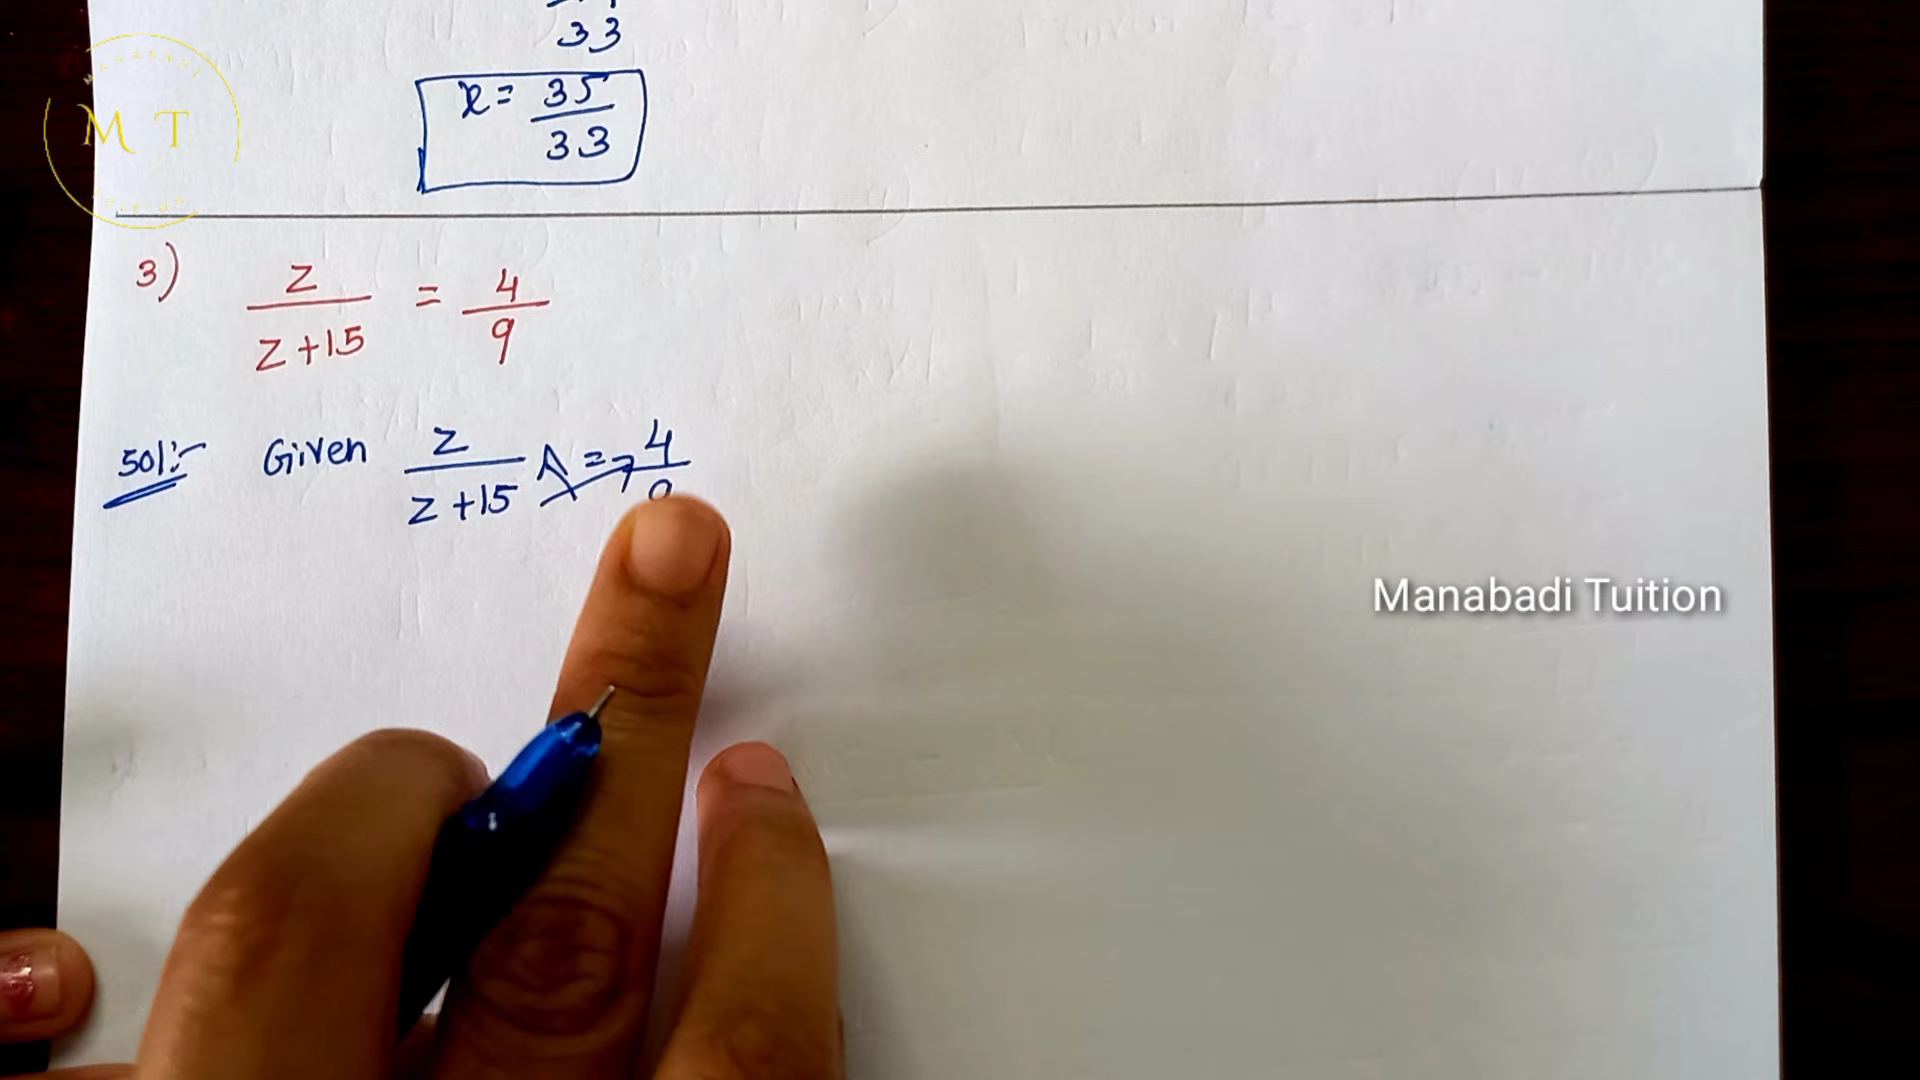 33
x = 35/33
M T
3) z/(z+15) = 4/9
Sol:- Given z/(z+15) = 4/9
Manabadi Tuition